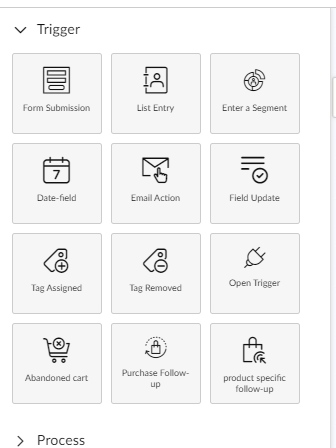 Trigger
Form Submission
List Entry
Enter a Segment
7
Date-field
Email Action
Field Update
Tag Assigned
Tag Removed
Open Trigger
Abandoned cart
Purchase Follow-
up
product specific
follow-up
Process